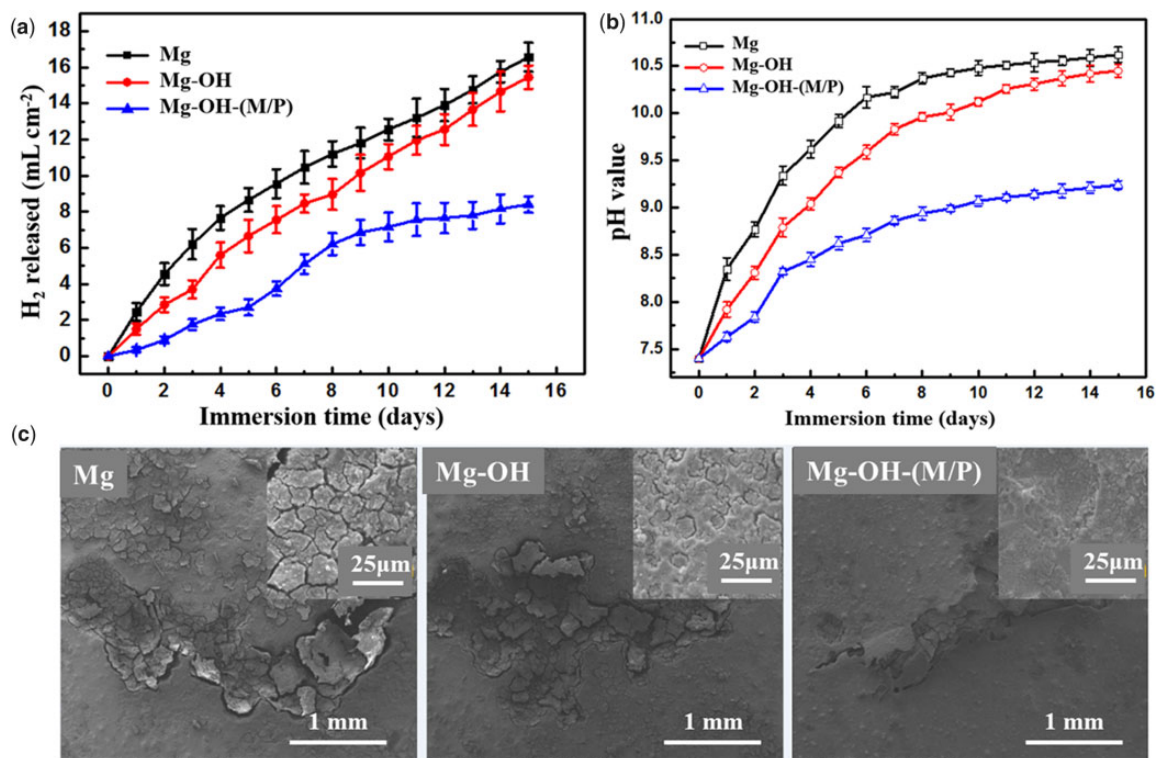 (a)
18
16
14
12
10
8
6
4
2
0
H₂ released (mL cm⁻²)
Mg
Mg-OH
Mg-OH-(M/P)
0 2 4 6 8 10 12 14 16
Immersion time (days)
(b)
10.5
10.0
9.5
9.0
8.5
8.0
7.5
pH value
Mg
Mg-OH
Mg-OH-(M/P)
0 2 4 6 8 10 12 14 16
Immersion time (days)
(c)
Mg
25μm
1 mm
Mg-OH
25μm
1 mm
Mg-OH-(M/P)
25μm
1 mm